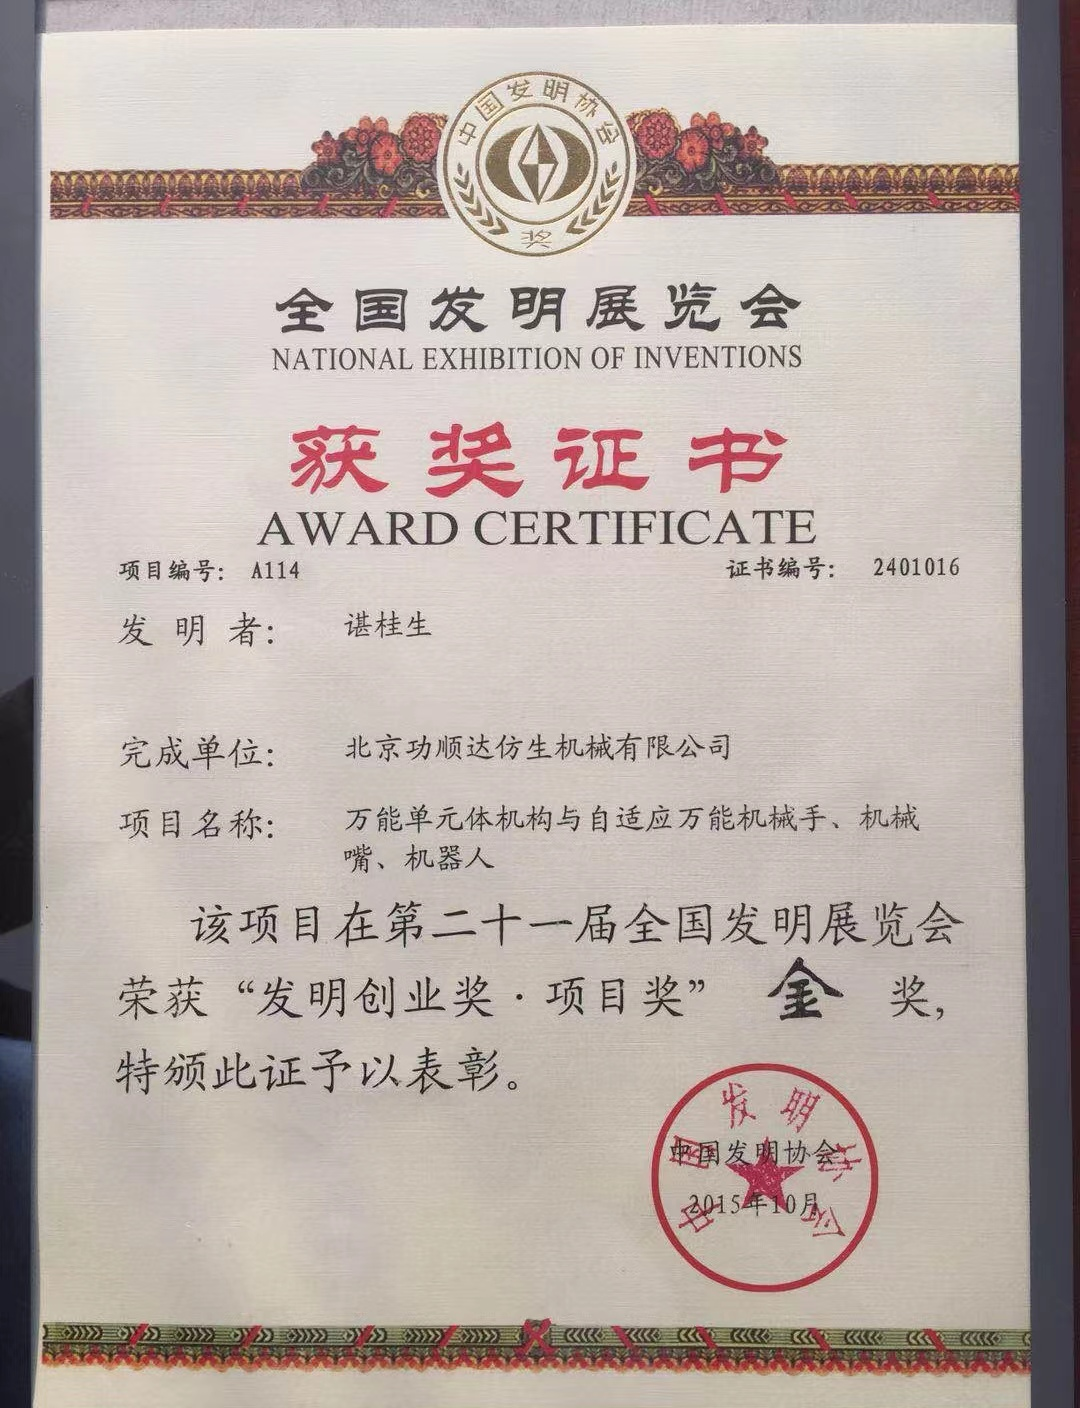 中国发明协会
奖
全国发明展览会
NATIONAL EXHIBITION OF INVENTIONS
获奖证书
AWARD CERTIFICATE
项目编号: A114 证书编号: 2401016
发明者: 谌桂生
完成单位: 北京功顺达仿生机械有限公司
项目名称: 万能单元体机构与自适应万能机械手、机械
嘴、机器人
该项目在第二十一届全国发明展览会
荣获“发明创业奖·项目奖” 金 奖,
特颁此证予以表彰。
中国发明协会
中国发明协会
2015年10月